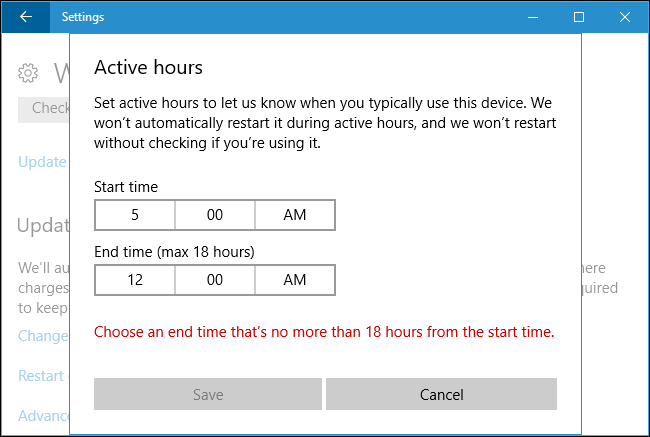 Settings
W
Active hours
Set active hours to let us know when you typically use this device. We
won't automatically restart it during active hours, and we won't restart
without checking if you're using it.
Check
Update
Start time
5 00 AM
End time (max 18 hours)
12 00 AM
Updat
We'll au
here
charges
quired
to keep
Choose an end time that's no more than 18 hours from the start time.
Change
Restart
Advanc
Save Cancel